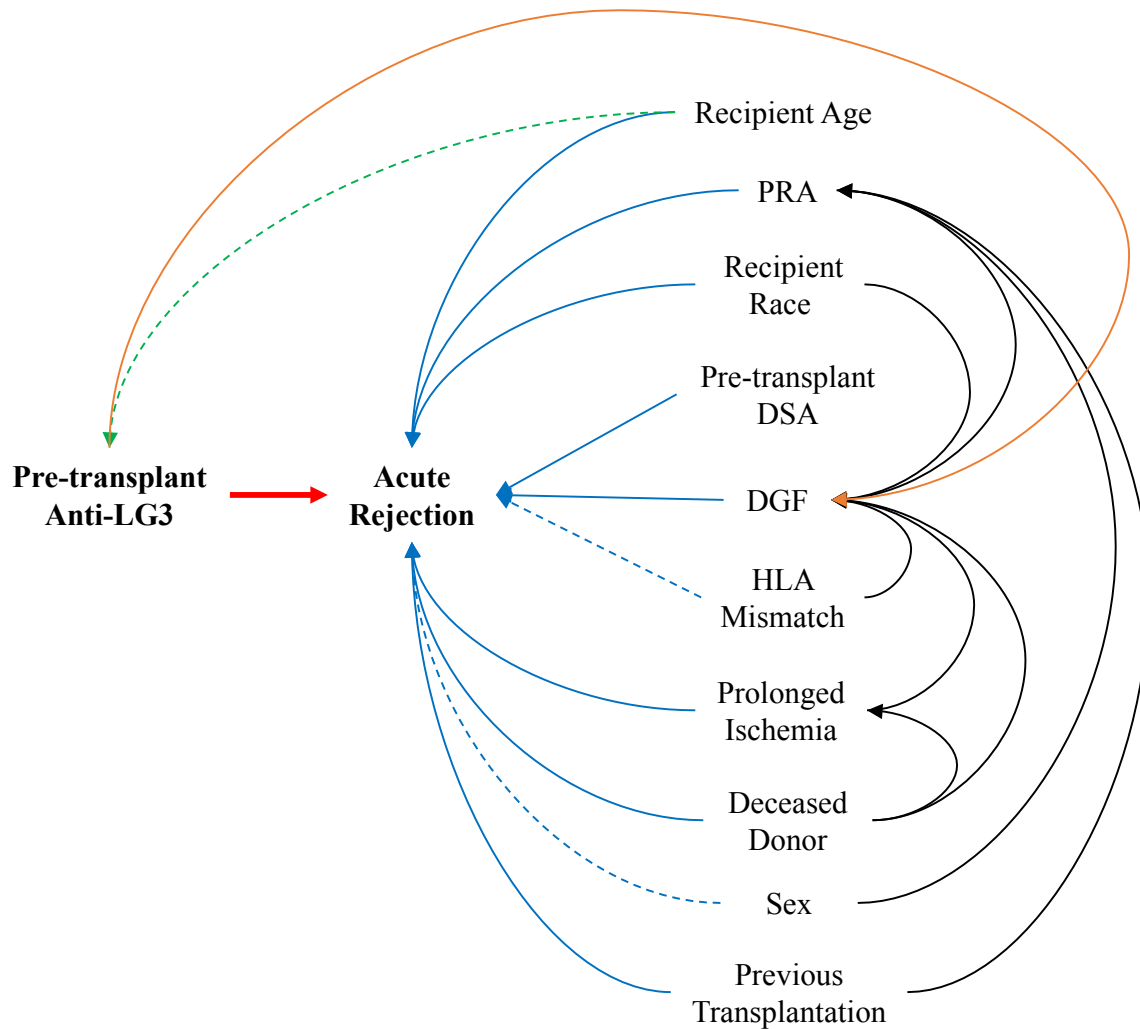 Recipient Age
PRA
Recipient
Race
Pre-transplant
DSA
Pre-transplant
Anti-LG3
Acute
Rejection
DGF
HLA
Mismatch
Prolonged
Ischemia
Deceased
Donor
Sex
Previous
Transplantation